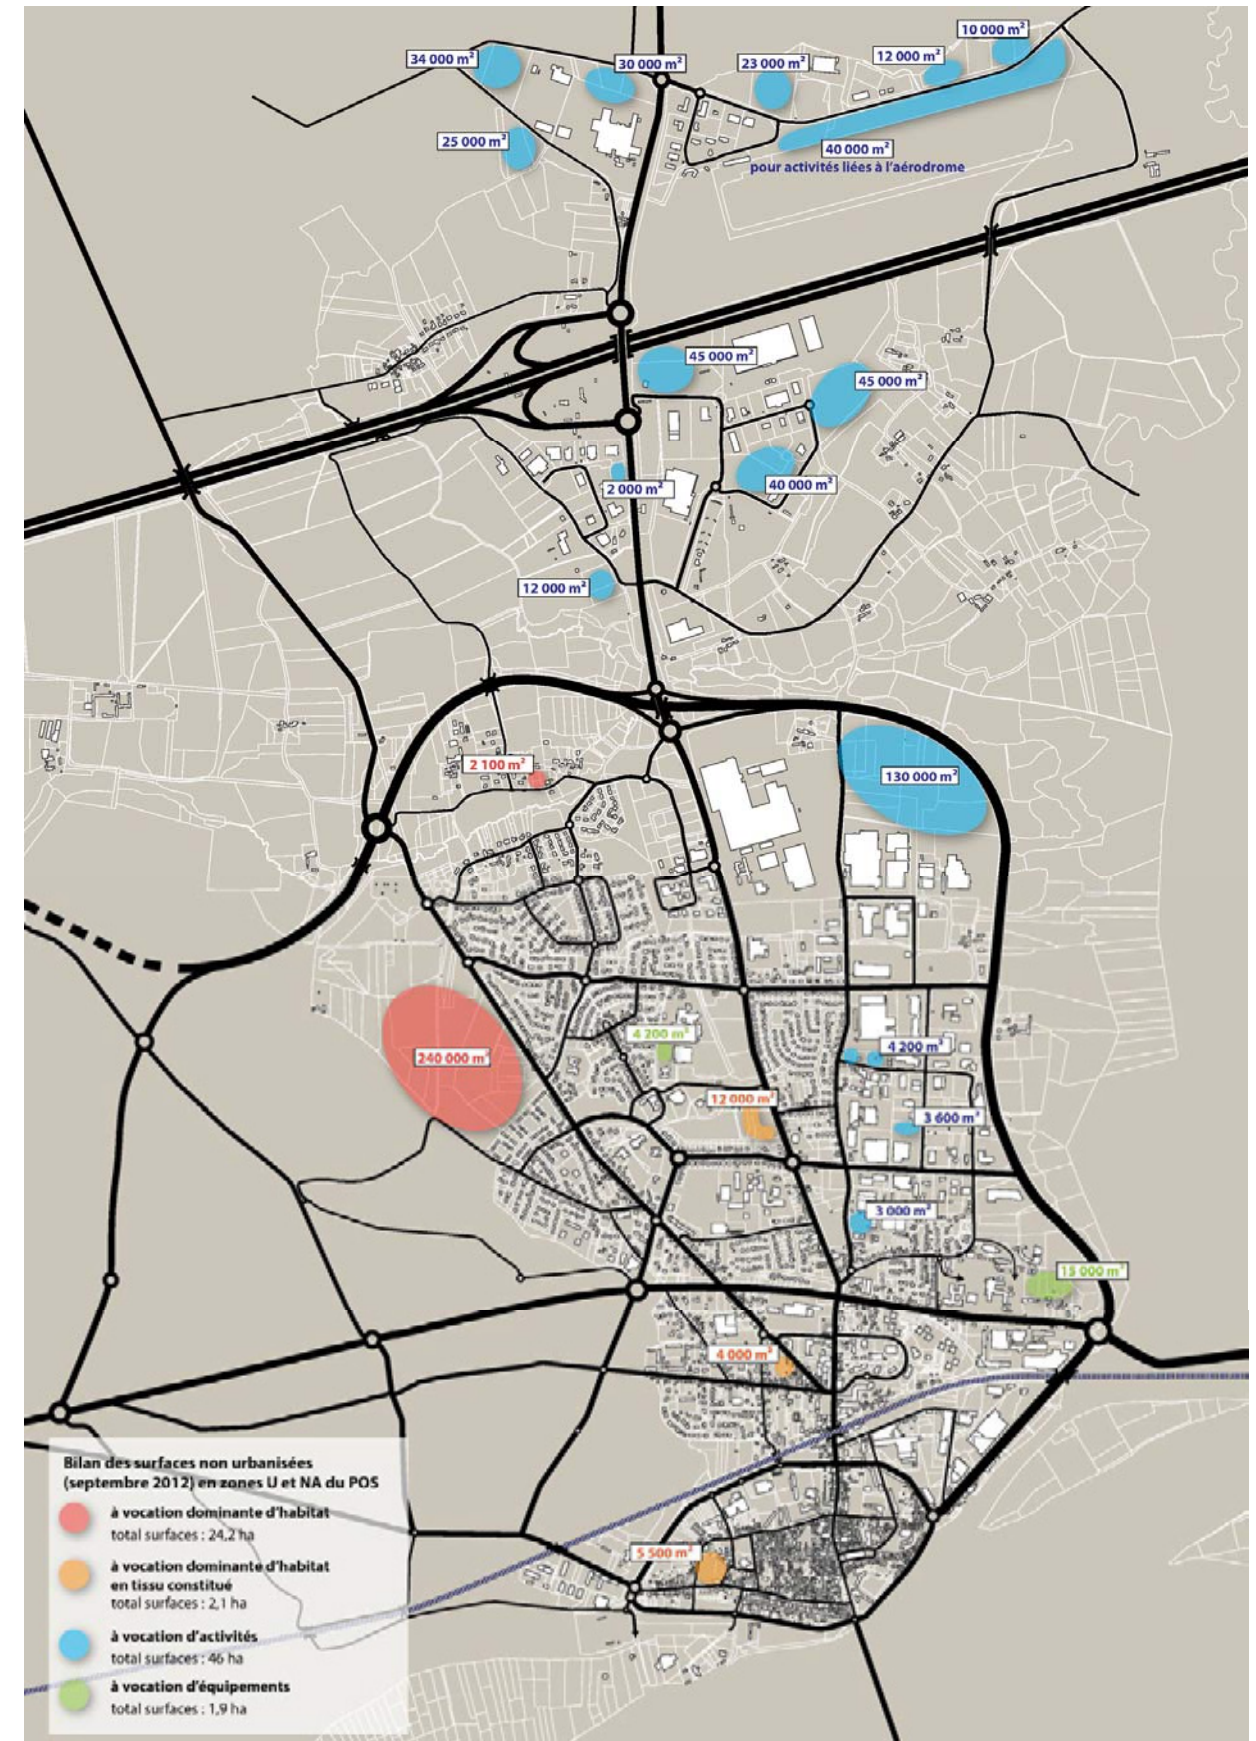 10 000 m²
34 000 m²
30 000 m²
23 000 m²
12 000 m²
25 000 m²
40 000 m²
pour activités liées à l'aérodrome
45 000 m²
45 000 m²
2 000 m²
40 000 m²
12 000 m²
2 100 m²
130 000 m²
4 200 m²
4 200 m²
240 000 m²
12 000 m²
3 600 m²
3 000 m²
15 000 m²
4 000 m²
5 500 m²
Bilan des surfaces non urbanisées
(septembre 2012) en zones U et NA du POS
à vocation dominante d'habitat
total surfaces : 24,2 ha
à vocation dominante d'habitat
en tissu constitué
total surfaces : 2,1 ha
à vocation d'activités
total surfaces : 46 ha
à vocation d'équipements
total surfaces : 1,9 ha